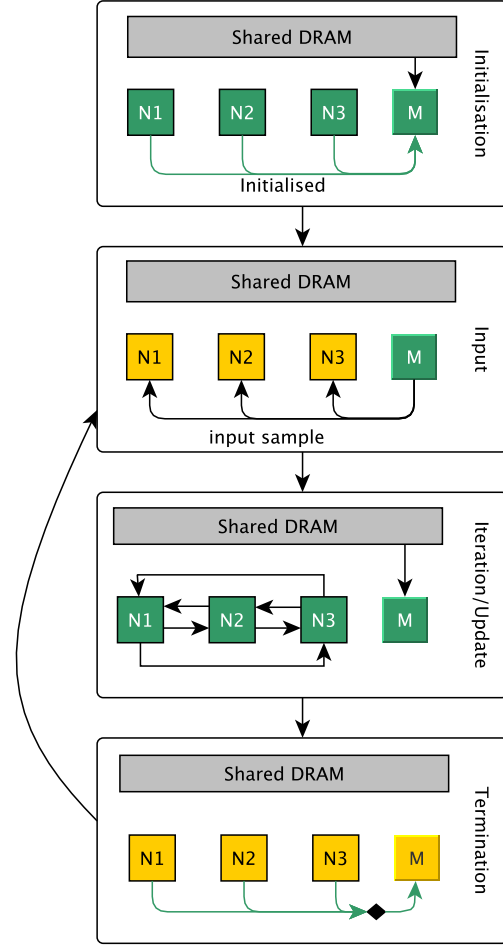 Shared DRAM
N1 N2 N3 M
Initialised
Initialisation
Shared DRAM
N1 N2 N3 M
input sample
Input
Shared DRAM
N1 N2 N3 M
Iteration/Update
Shared DRAM
N1 N2 N3 M
Termination